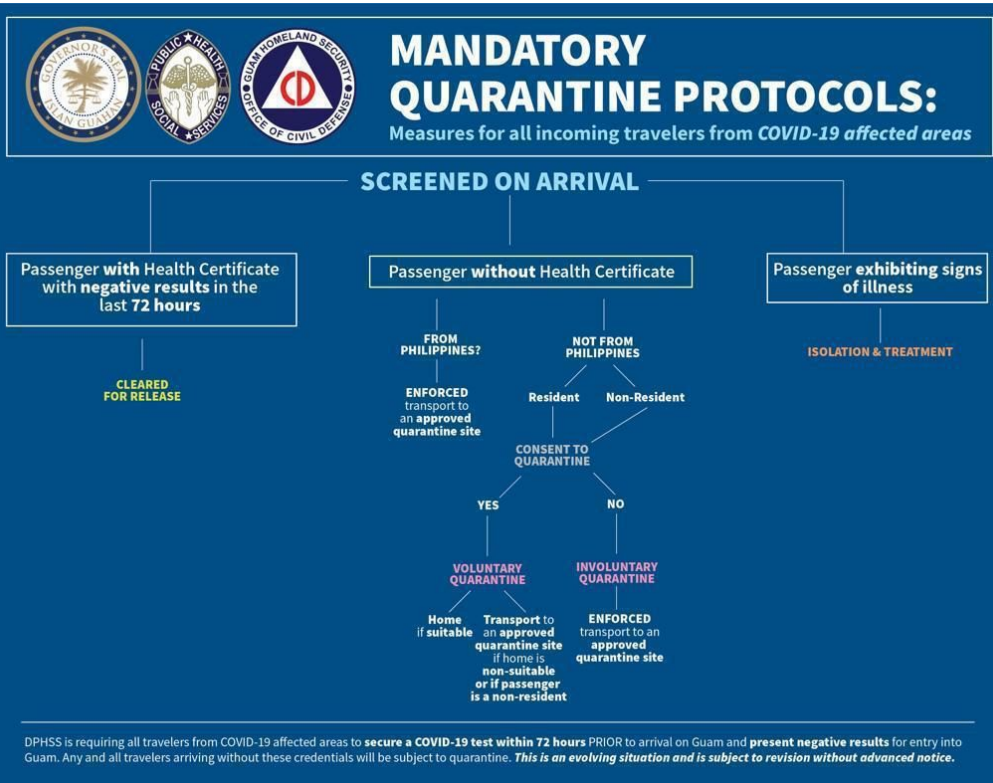 GOVERNOR'S SEAL
ISLAN GUAHAN
PUBLIC HEALTH
SOCIAL SERVICES
GUAM HOMELAND SECURITY
OFFICE OF CIVIL DEFENSE
CD
MANDATORY
QUARANTINE PROTOCOLS:
Measures for all incoming travelers from COVID-19 affected areas
SCREENED ON ARRIVAL
Passenger with Health Certificate
with negative results in the
last 72 hours
CLEARED
FOR RELEASE
Passenger without Health Certificate
FROM
PHILIPPINES?
ENFORCED
transport to
an approved
quarantine site
NOT FROM
PHILIPPINES
Resident
Non-Resident
CONSENT TO
QUARANTINE
YES
NO
VOLUNTARY
QUARANTINE
Home
if suitable
Transport to
an approved
quarantine site
if home is
non-suitable
or if passenger
is a non-resident
INVOLUNTARY
QUARANTINE
ENFORCED
transport to an
approved
quarantine site
Passenger exhibiting signs
of illness
ISOLATION & TREATMENT
DPHSS is requiring all travelers from COVID-19 affected areas to secure a COVID-19 test within 72 hours PRIOR to arrival on Guam and present negative results for entry into
Guam. Any and all travelers arriving without these credentials will be subject to quarantine. This is an evolving situation and is subject to revision without advanced notice.